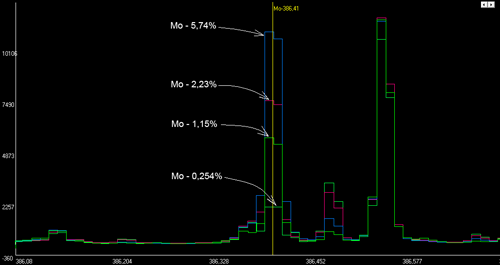 Mo-386,41
10106
Mo - 5,74%
Mo - 2,23%
7490
Mo - 1,15%
4873
Mo - 0,254%
2257
-360
386,08
386,204
386,328
386,452
386,577